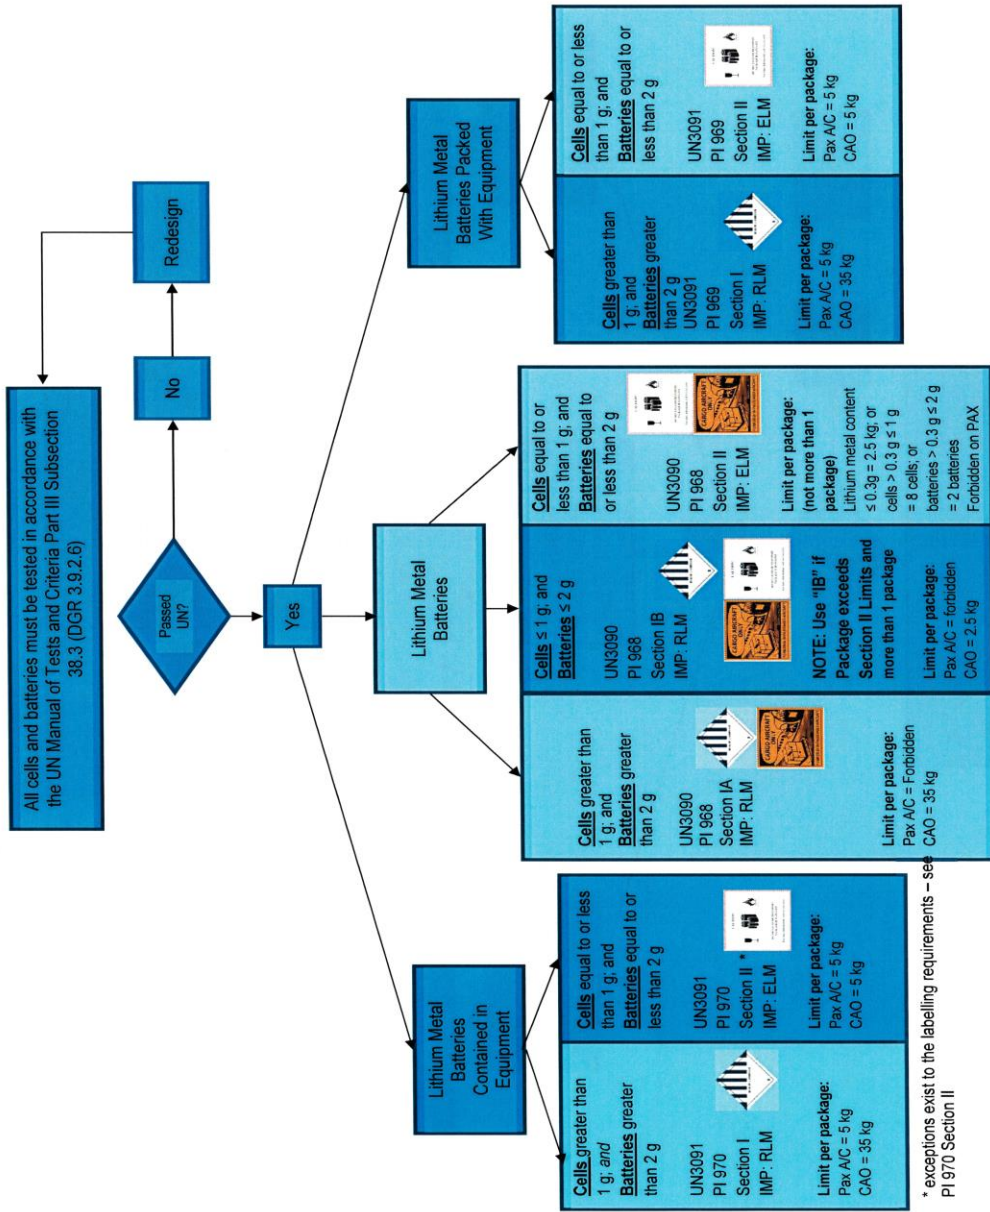 All cells and batteries must be tested in accordance with
the UN Manual of Tests and Criteria Part III Subsection
38.3 (DGR 3.9.2.6)
Passed
UN?
No
Redesign
Yes
Lithium Metal
Batteries
Contained in
Equipment
Lithium Metal
Batteries
Lithium Metal
Batteries Packed
With Equipment
Cells greater than
1 g; and
Batteries greater
than 2 g
UN3091
PI 970
Section I
IMP: RLM
Limit per package:
Pax A/C = 5 kg
CAO = 35 kg
Cells equal to or less
than 1 g; and
Batteries equal to or
less than 2 g
UN3091
PI 970
Section II *
IMP: ELM
Limit per package:
Pax A/C = 5 kg
CAO = 5 kg
Cells greater than
1 g; and
Batteries greater
than 2 g
UN3090
PI 968
Section IA
IMP: RLM
CARGO AIRCRAFT
ONLY
Limit per package:
Pax A/C = Forbidden
CAO = 35 kg
Cells ≤ 1 g; and
Batteries ≤ 2 g
UN3090
PI 968
Section IB
IMP: RLM
CARGO AIRCRAFT
ONLY
NOTE: Use "IB" if
Package exceeds
Section II Limits and
more than 1 package
Limit per package:
Pax A/C = forbidden
CAO = 2.5 kg
Cells equal to or
less than 1 g; and
Batteries equal to
or less than 2 g
UN3090
PI 968
Section II
IMP: ELM
CARGO AIRCRAFT
ONLY
Limit per package:
(not more than 1
package)
Lithium metal content
≤ 0.3g = 2.5 kg; or
cells > 0.3 g ≤ 1 g
= 8 cells; or
batteries > 0.3 g ≤ 2 g
= 2 batteries
Forbidden on PAX
Cells greater than
1 g; and
Batteries greater
than 2 g
UN3091
PI 969
Section I
IMP: RLM
Limit per package:
Pax A/C = 5 kg
CAO = 35 kg
Cells equal to or less
than 1 g; and
Batteries equal to or
less than 2 g
UN3091
PI 969
Section II
IMP: ELM
Limit per package:
Pax A/C = 5 kg
CAO = 5 kg
* exceptions exist to the labelling requirements – see
PI 970 Section II